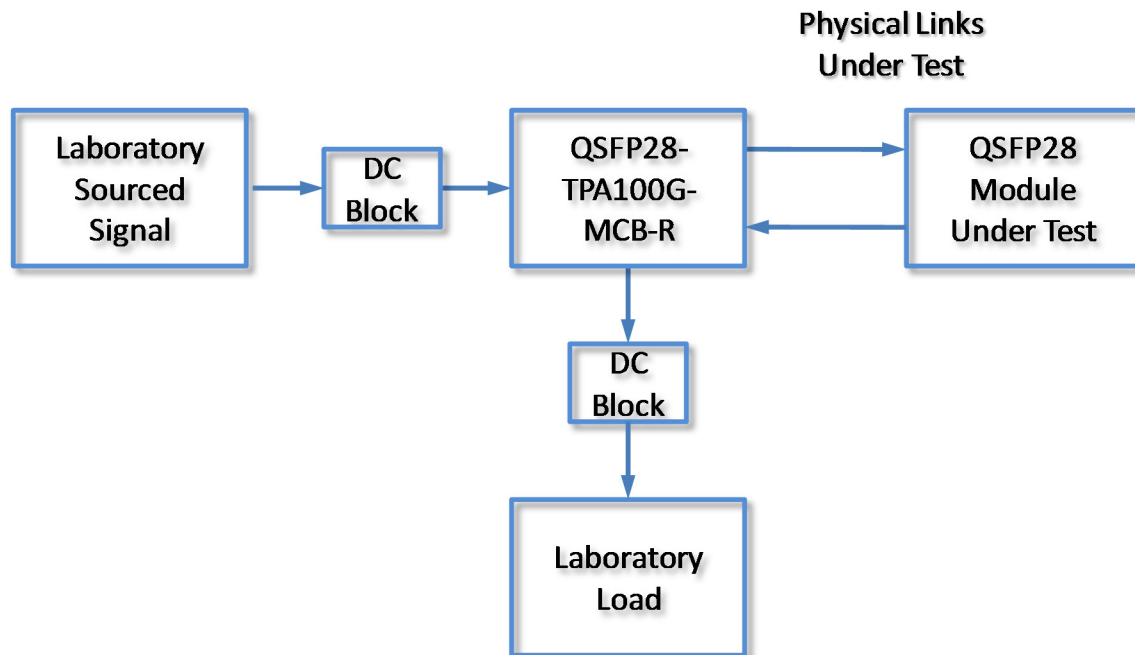 Physical Links
Under Test
Laboratory
Sourced
Signal
DC
Block
QSFP28-
TPA100G-
MCB-R
QSFP28
Module
Under Test
DC
Block
Laboratory
Load